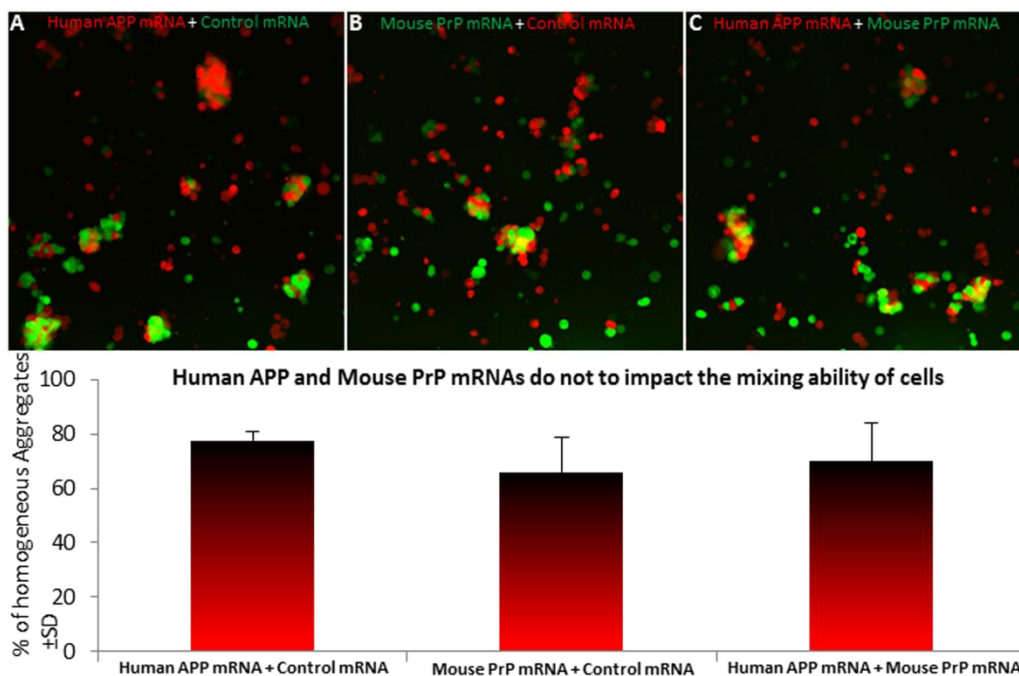 A Human APP mRNA + Control mRNA
B Mouse PrP mRNA + Control mRNA
C Human APP mRNA + Mouse PrP mRNA
Human APP and Mouse PrP mRNAs do not to impact the mixing ability of cells
% of homogeneous Aggregates
±SD
100
80
60
40
20
0
Human APP mRNA + Control mRNA
Mouse PrP mRNA + Control mRNA
Human APP mRNA + Mouse PrP mRNA